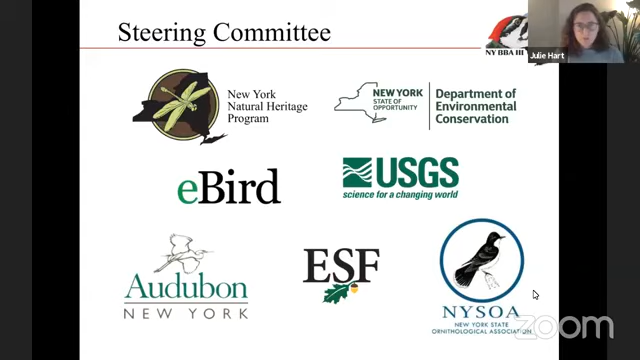 Steering Committee
NY BBA III
Julie Hart
New York
Natural Heritage
Program
NEW YORK
STATE OF
OPPORTUNITY
Department of
Environmental
Conservation
eBird
USGS
science for a changing world
Audubon
NEW YORK
ESF
NYSOA
NEW YORK STATE
ORNITHOLOGICAL ASSOCIATION
zoom